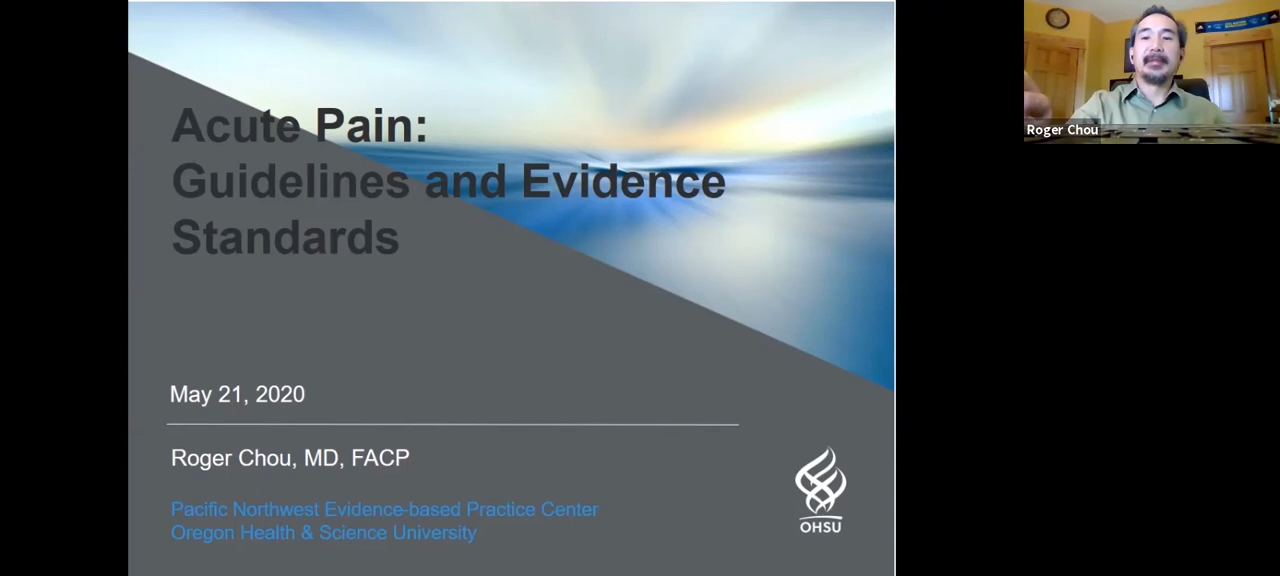 Acute Pain:
Guidelines and Evidence
Standards
May 21, 2020
Roger Chou, MD, FACP
Pacific Northwest Evidence-based Practice Center
Oregon Health & Science University
OHSU
Roger Chou